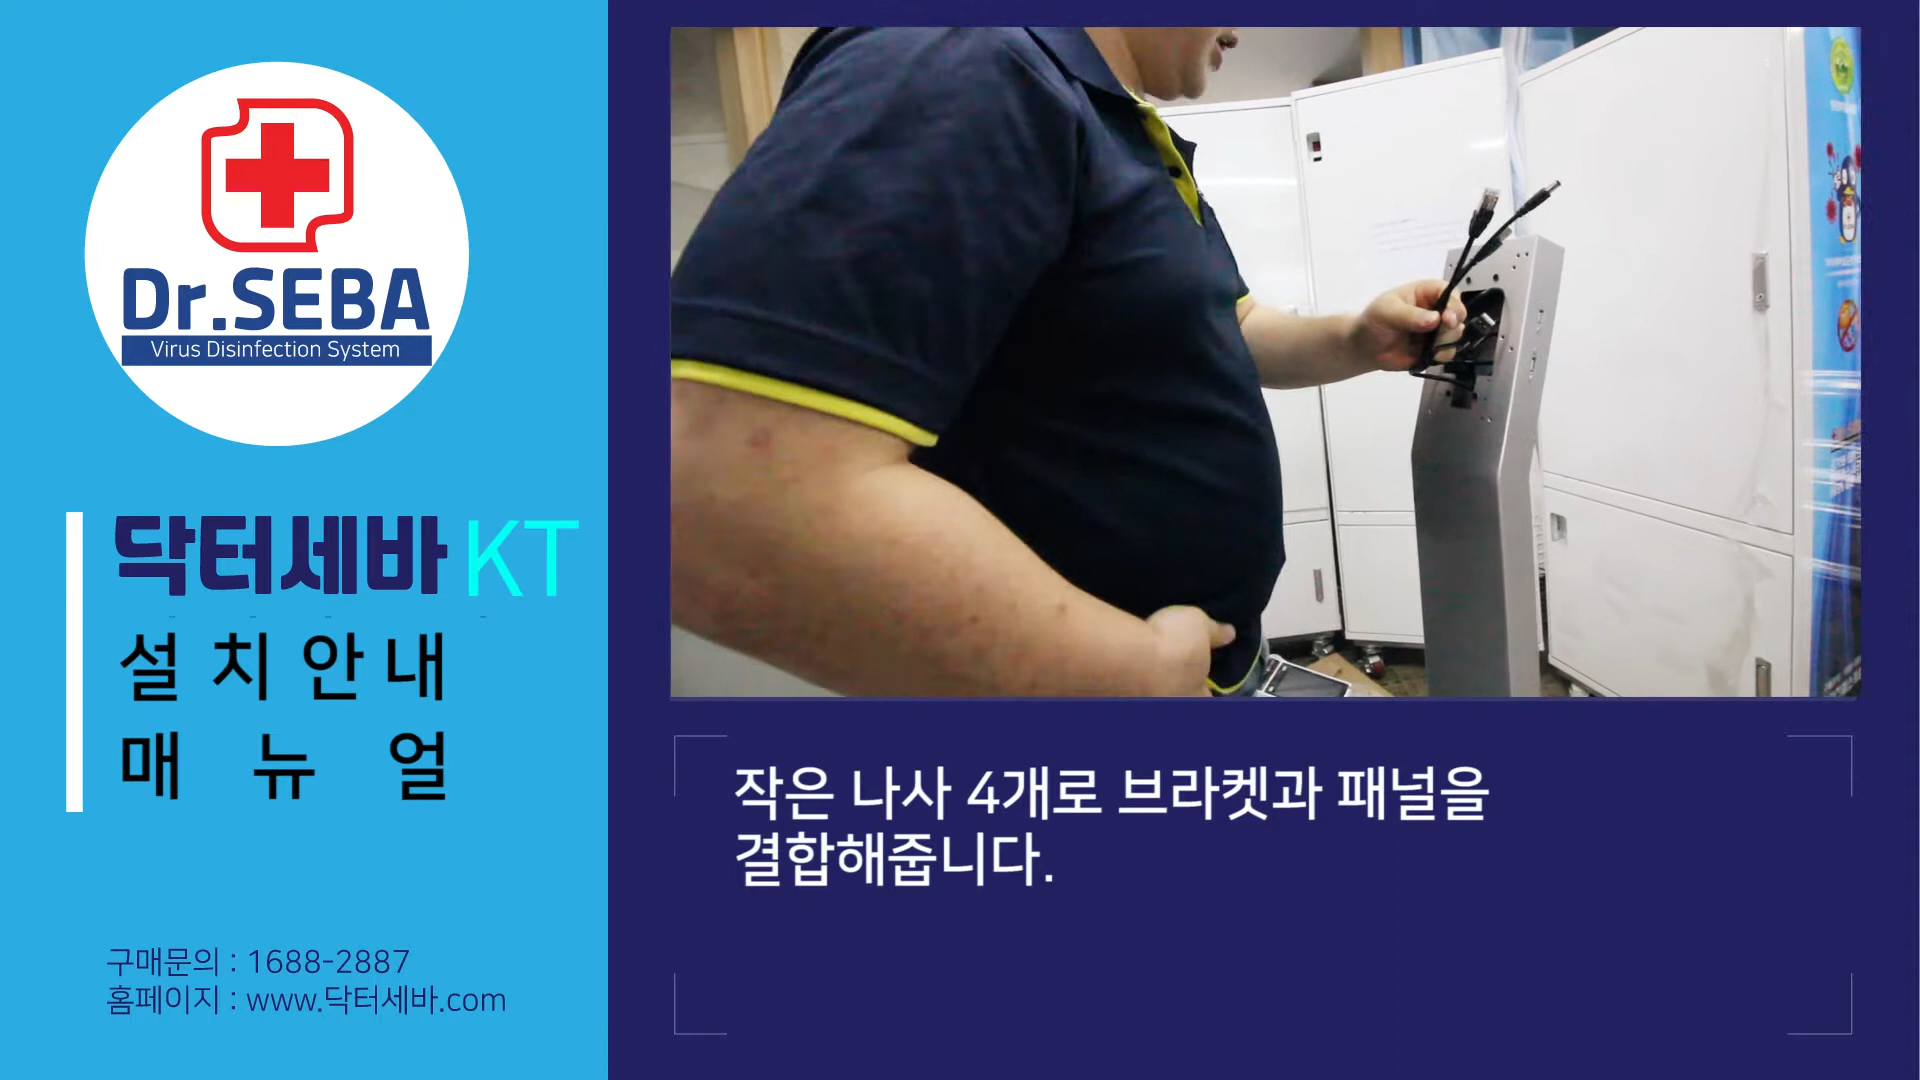 Dr.SEBA
Virus Disinfection System
닥터세바 KT
설치안내
매뉴얼
구매문의 : 1688-2887
홈페이지 : www.닥터세바.com
작은 나사 4개로 브라켓과 패널을
결합해줍니다.